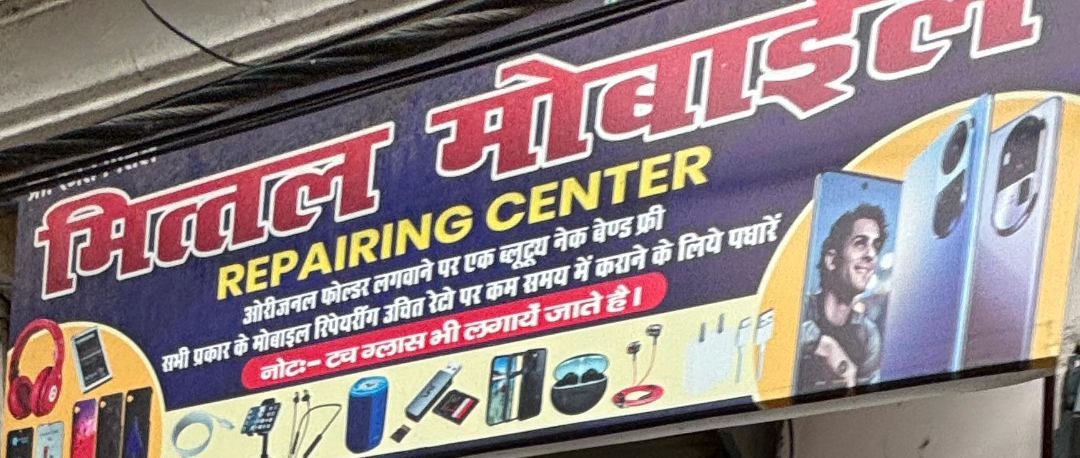 मित्तल मोबाईल
REPAIRING CENTER
ओरीजनल फोल्डर लगवाने पर एक ब्लूटूथ नेक बेण्ड फ्री
सभी प्रकार के मोबाइल रिपेयरींग उचित रेटो पर कम समय में कराने के लिये पधारें
नोटः- टच ग्लास भी लगायें जाते है।